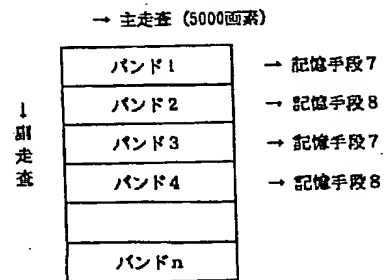 → 主走査 (5000画素)
バンド1 → 記憶手段7
バンド2 → 記憶手段8
バンド3 → 記憶手段7
バンド4 → 記憶手段8
バンドn
↓副走査